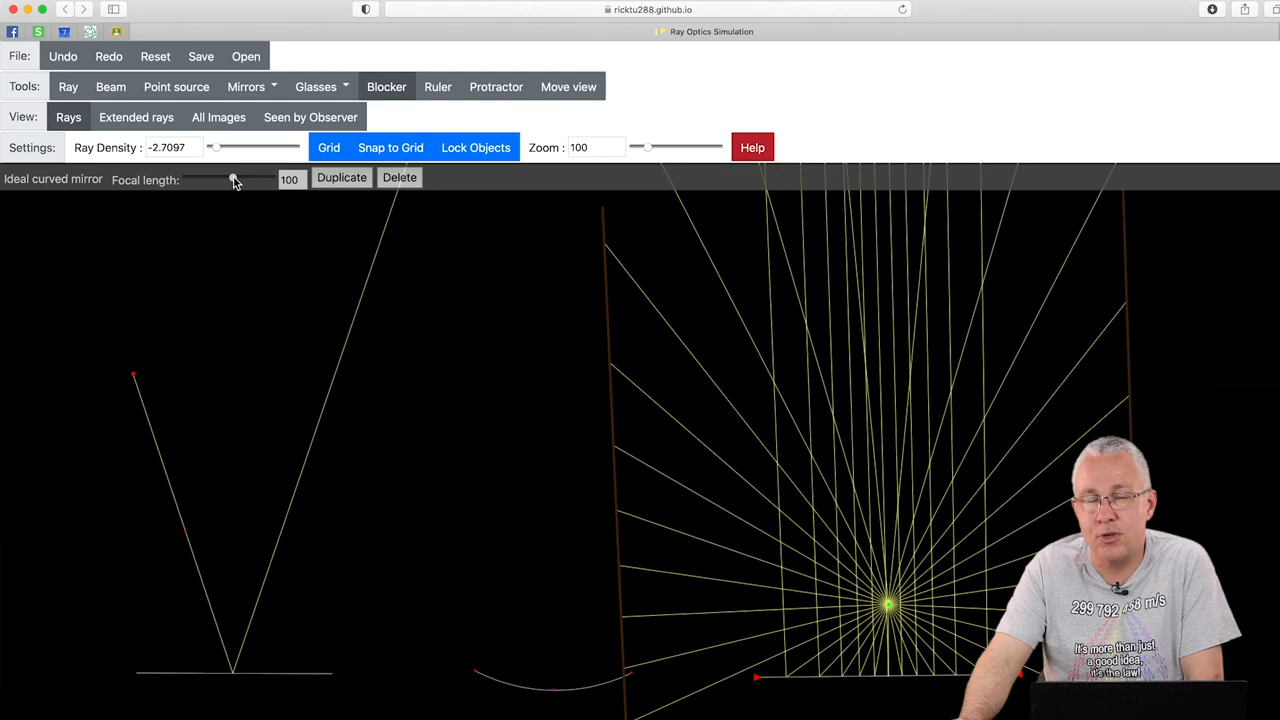 ricktu288.github.io
Ray Optics Simulation
File: Undo Redo Reset Save Open
Tools: Ray Beam Point source Mirrors Glasses Blocker Ruler Protractor Move view
View: Rays Extended rays All Images Seen by Observer
Settings: Ray Density : -2.7097 Grid Snap to Grid Lock Objects Zoom : 100 Help
Ideal curved mirror Focal length: 100 Duplicate Delete
299 792 458 m/s
It's more than just
a good idea,
it's the law!